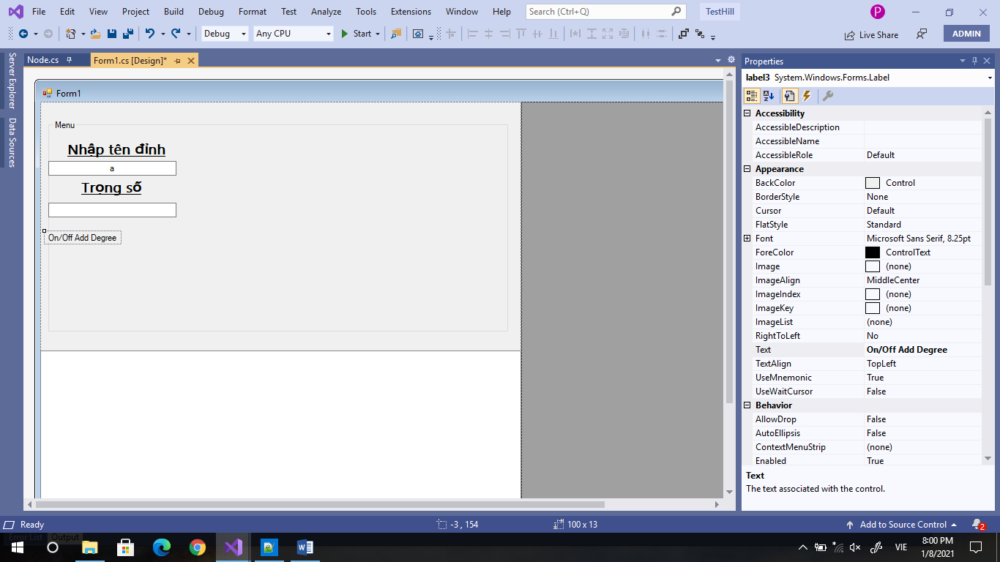 File Edit View Project Build Debug Format Test Analyze Tools Extensions Window Help Search (Ctrl+Q) TestHill P
Debug Any CPU Start Live Share ADMIN
Server Explorer
Data Sources
Node.cs Form1.cs [Design]*
Form1
Menu
Nhập tên đỉnh
a
Trọng số
On/Off Add Degree
Properties
label3 System.Windows.Forms.Label
Accessibility
AccessibleDescription
AccessibleName
AccessibleRole Default
Appearance
BackColor Control
BorderStyle None
Cursor Default
FlatStyle Standard
Font Microsoft Sans Serif, 8.25pt
ForeColor ControlText
Image (none)
ImageAlign MiddleCenter
ImageIndex (none)
ImageKey (none)
ImageList (none)
RightToLeft No
Text On/Off Add Degree
TextAlign TopLeft
UseMnemonic True
UseWaitCursor False
Behavior
AllowDrop False
AutoEllipsis False
ContextMenuStrip (none)
Enabled True
Text
The text associated with the control.
Ready -3 , 154 100 x 13 Add to Source Control 2
Error List Output
VIE 8:00 PM
1/8/2021